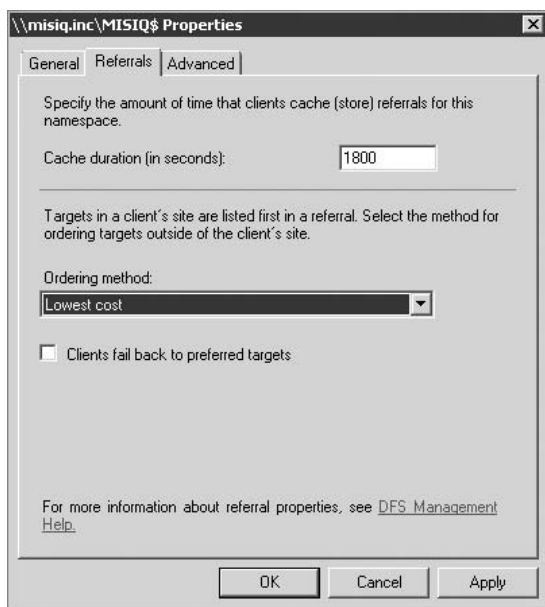 \\misiq.inc\MISIQ$ Properties
General Referrals Advanced
Specify the amount of time that clients cache (store) referrals for this
namespace.
Cache duration (in seconds): 1800
Targets in a client´s site are listed first in a referral. Select the method for
ordering targets outside of the client´s site.
Ordering method:
Lowest cost
Clients fail back to preferred targets
For more information about referral properties, see DFS Management
Help.
OK Cancel Apply